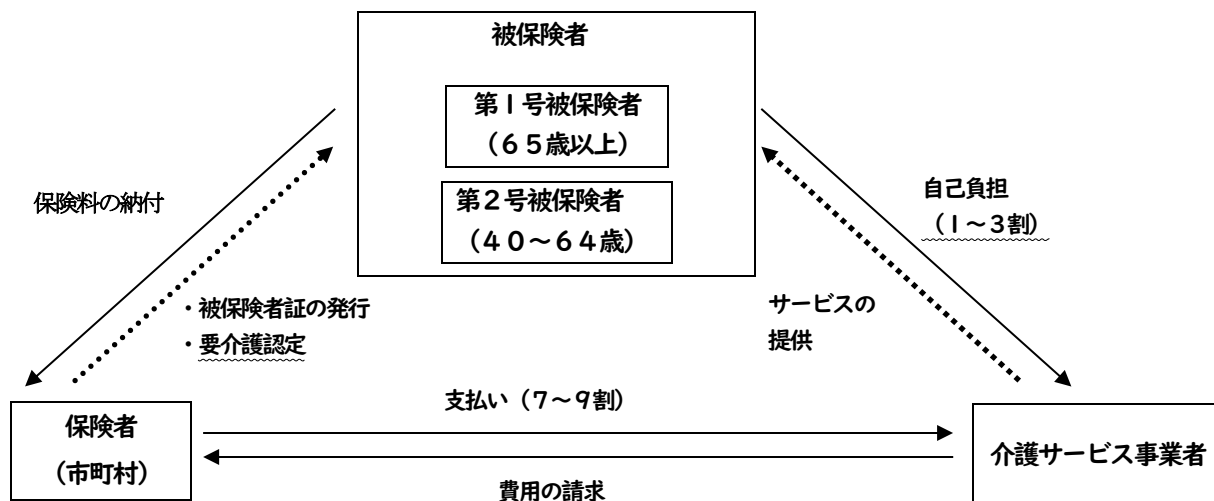 被保険者
第1号被保険者
（６５歳以上）
第２号被保険者
（４０～６４歳）
保険料の納付
自己負担
（1～３割）
・被保険者証の発行
・要介護認定
サービスの
提供
支払い（７～９割）
保険者
（市町村）
介護サービス事業者
費用の請求